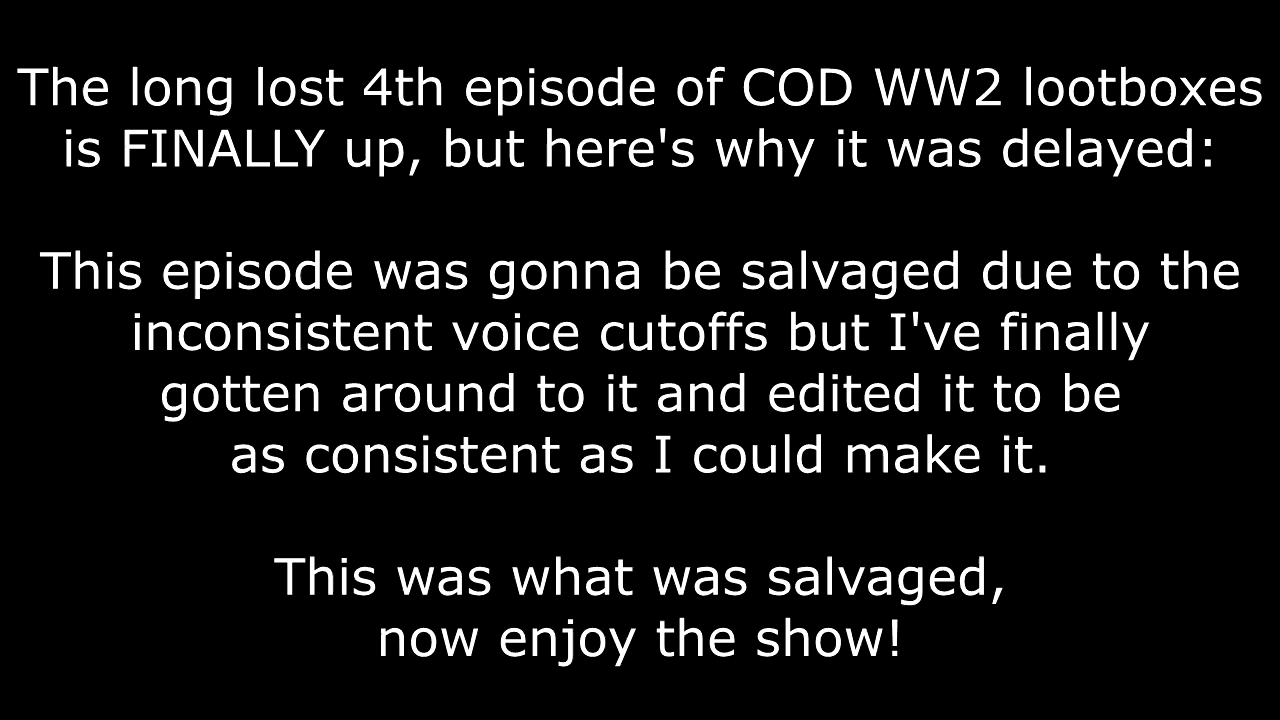 The long lost 4th episode of COD WW2 lootboxes
is FINALLY up, but here's why it was delayed:
This episode was gonna be salvaged due to the
inconsistent voice cutoffs but I've finally
gotten around to it and edited it to be
as consistent as I could make it.
This was what was salvaged,
now enjoy the show!